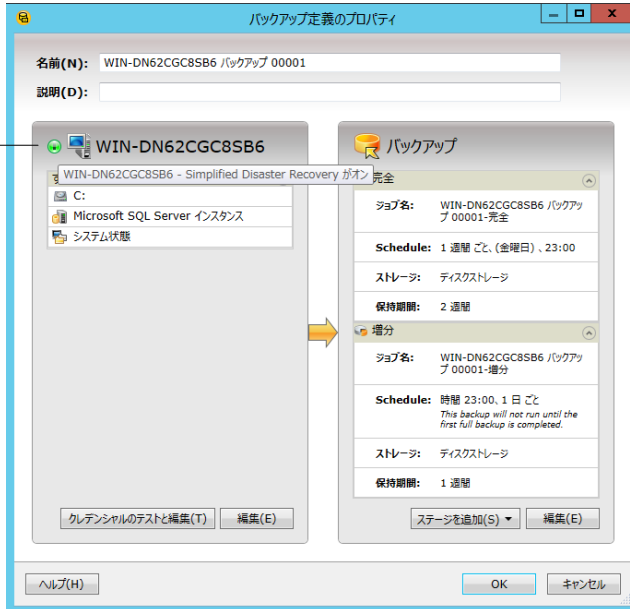 バックアップ定義のプロパティ
名前(N): WIN-DN62CGC8SB6 バックアップ 00001
説明(D):
WIN-DN62CGC8SB6
WIN-DN62CGC8SB6 - Simplified Disaster Recovery がオン
C:
Microsoft SQL Server インスタンス
システム状態
クレデンシャルのテストと編集(T)
編集(E)
バックアップ
完全
ジョブ名: WIN-DN62CGC8SB6 バックアッ
プ 00001-完全
Schedule: 1 週間 ごと、(金曜日) 、23:00
ストレージ: ディスクストレージ
保持期間: 2 週間
増分
ジョブ名: WIN-DN62CGC8SB6 バックアッ
プ 00001-増分
Schedule: 時間 23:00、1 日 ごと
This backup will not run until the
first full backup is completed.
ストレージ: ディスクストレージ
保持期間: 1 週間
ステージを追加(S)
編集(E)
ヘルプ(H)
OK
キャンセル